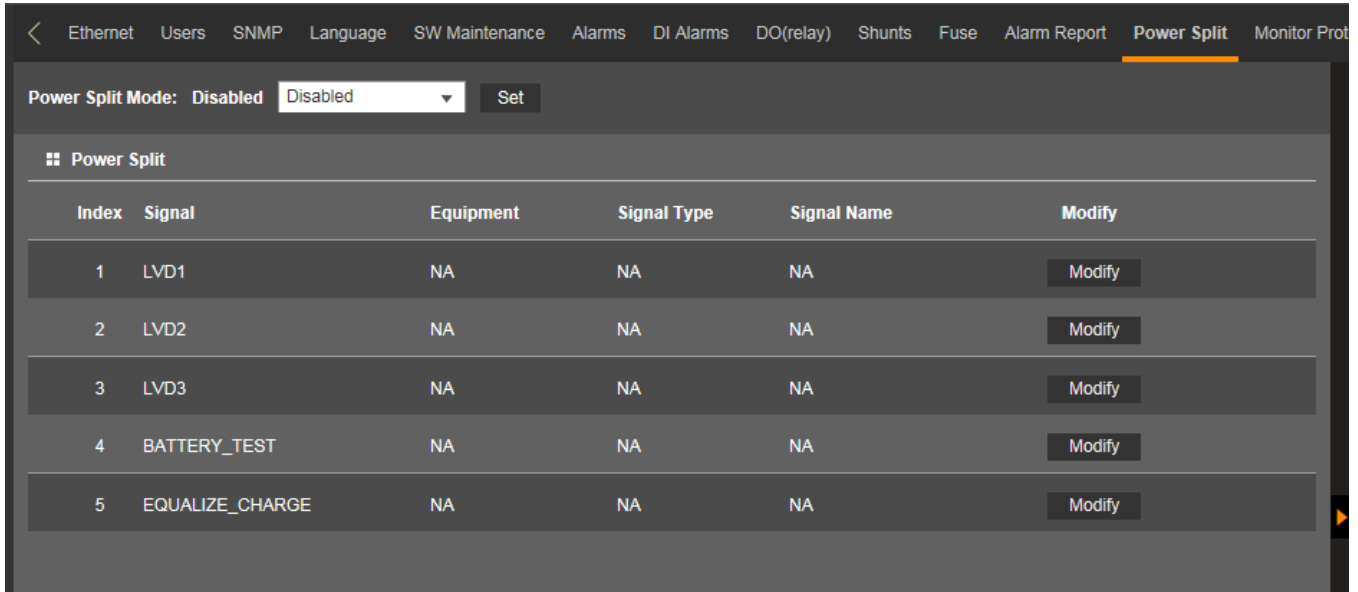 Ethernet Users SNMP Language SW Maintenance Alarms DI Alarms DO(relay) Shunts Fuse Alarm Report Power Split Monitor Prot
Power Split Mode: Disabled Disabled Set
Power Split
Index Signal Equipment Signal Type Signal Name Modify
1 LVD1 NA NA NA Modify
2 LVD2 NA NA NA Modify
3 LVD3 NA NA NA Modify
4 BATTERY_TEST NA NA NA Modify
5 EQUALIZE_CHARGE NA NA NA Modify